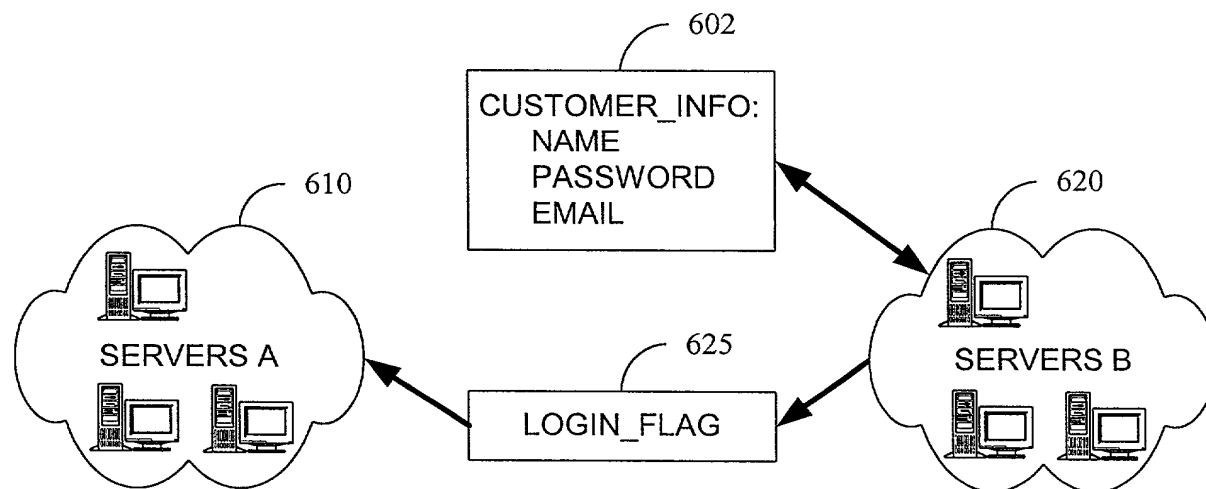 602
CUSTOMER_INFO:
NAME
PASSWORD
EMAIL
610
620
SERVERS A
625
SERVERS B
LOGIN_FLAG